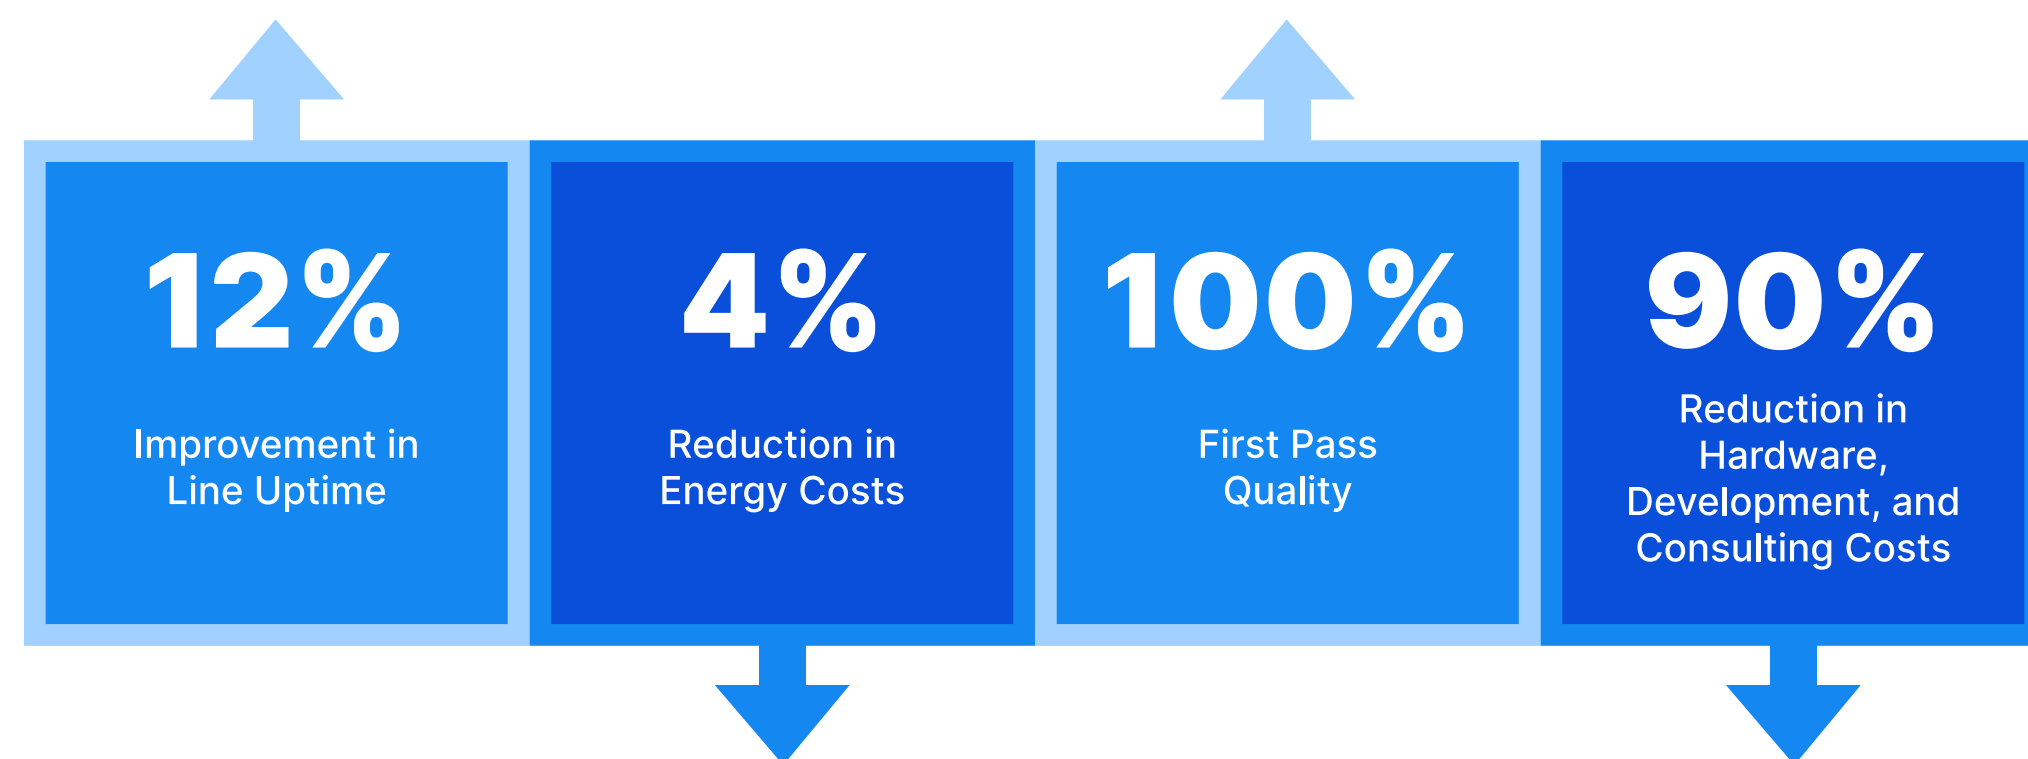 12%
Improvement in
Line Uptime
4%
Reduction in
Energy Costs
100%
First Pass
Quality
90%
Reduction in
Hardware,
Development, and
Consulting Costs